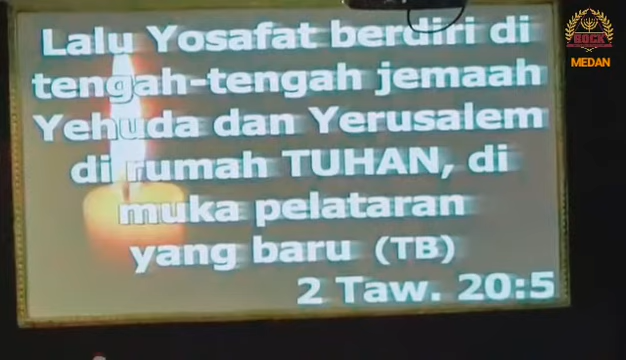 Lalu Yosafat berdiri di
tengah-tengah jemaah
Yehuda dan Yerusalem
di rumah TUHAN, di
muka pelataran
yang baru (TB)
2 Taw. 20:5
ROCK
MEDAN